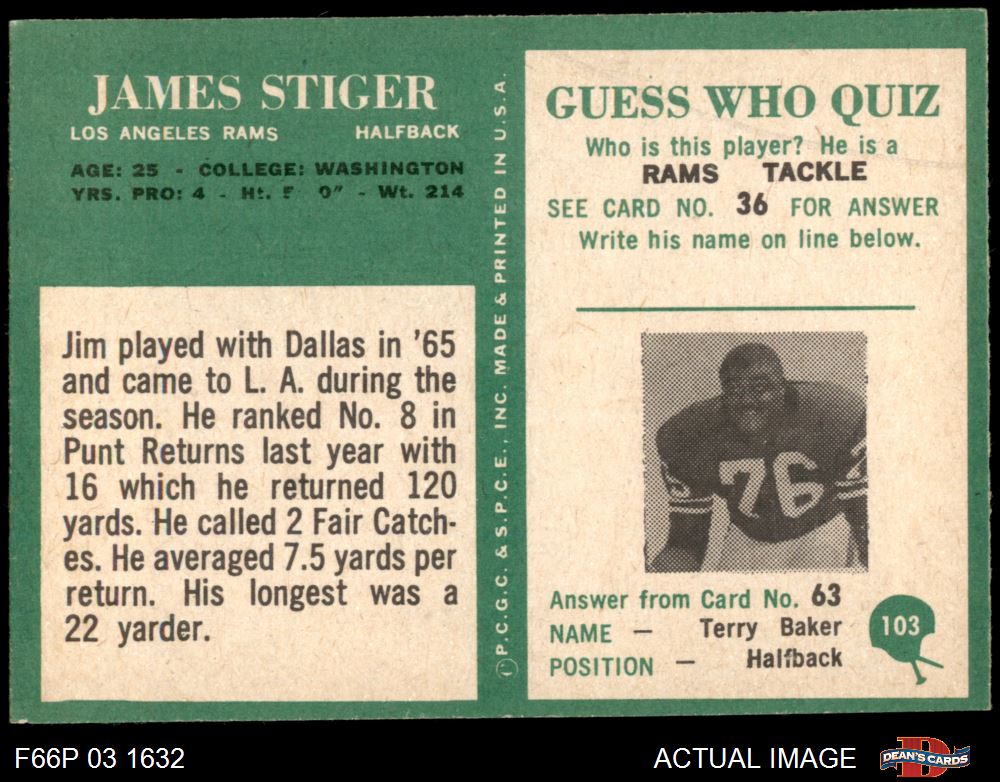 JAMES STIGER
LOS ANGELES RAMS HALFBACK
AGE: 25 - COLLEGE: WASHINGTON
YRS. PRO: 4 - Ht. 0" - Wt. 214
Jim played with Dallas in '65
and came to L. A. during the
season. He ranked No. 8 in
Punt Returns last year with
16 which he returned 120
yards. He called 2 Fair Catch-
es. He averaged 7.5 yards per
return. His longest was a
22 yarder.
P.C.G.C. & S.P.C.E., INC. MADE & PRINTED IN U.S.A.
GUESS WHO QUIZ
Who is this player? He is a
RAMS TACKLE
SEE CARD NO. 36 FOR ANSWER
Write his name on line below.
76
Answer from Card No. 63
NAME — Terry Baker
POSITION — Halfback
103
F66P 03 1632
ACTUAL IMAGE
D
DEAN'S CARDS